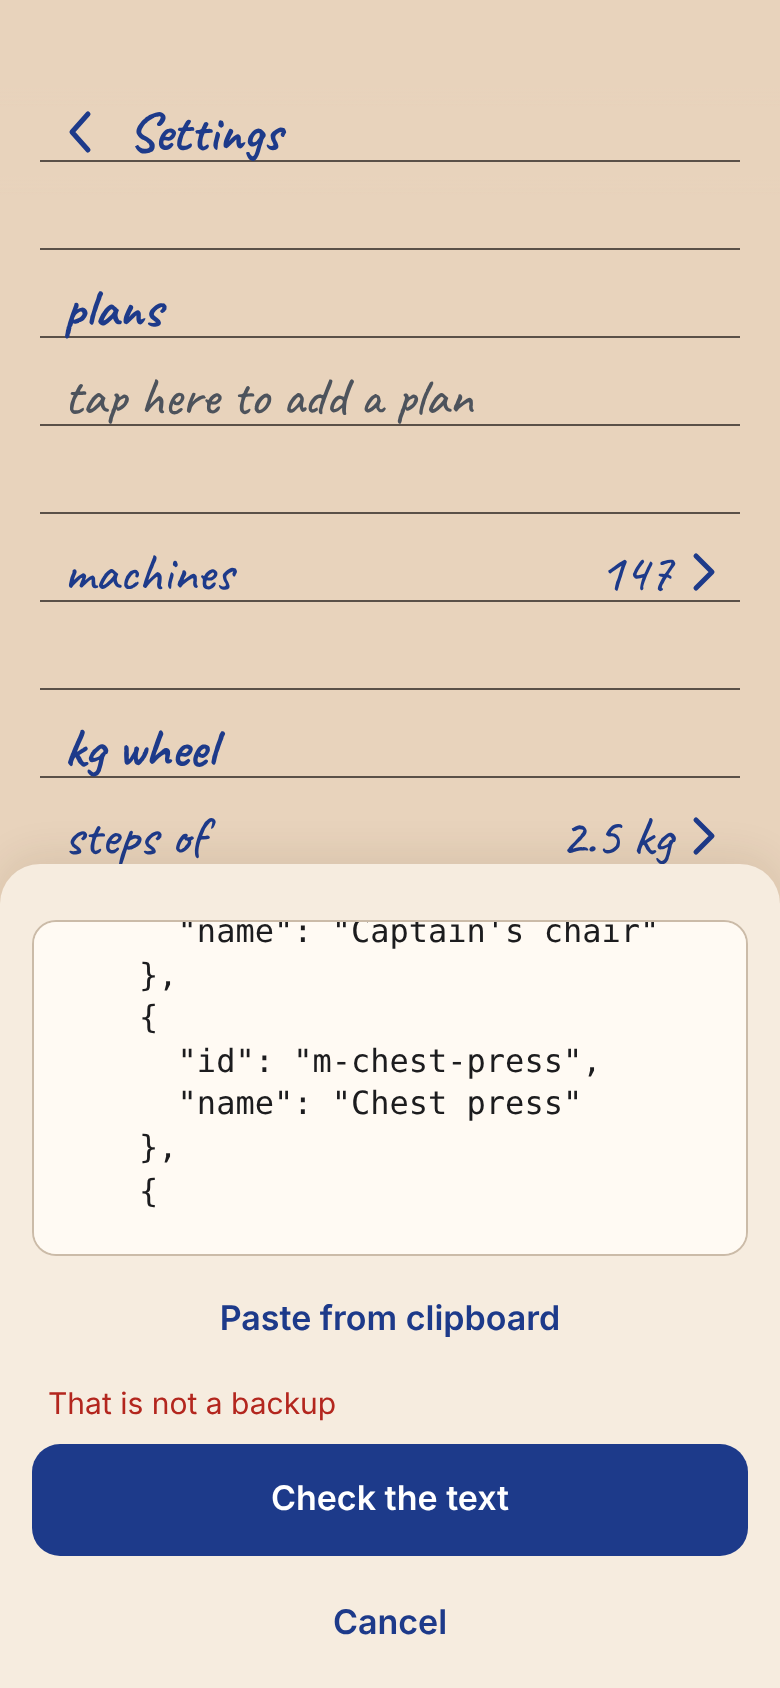 Settings
plans
tap here to add a plan
machines 147
kg wheel
steps of 2.5 kg
"name": "Captain's chair"
},
{
"id": "m-chest-press",
"name": "Chest press"
},
{
Paste from clipboard
That is not a backup
Check the text
Cancel